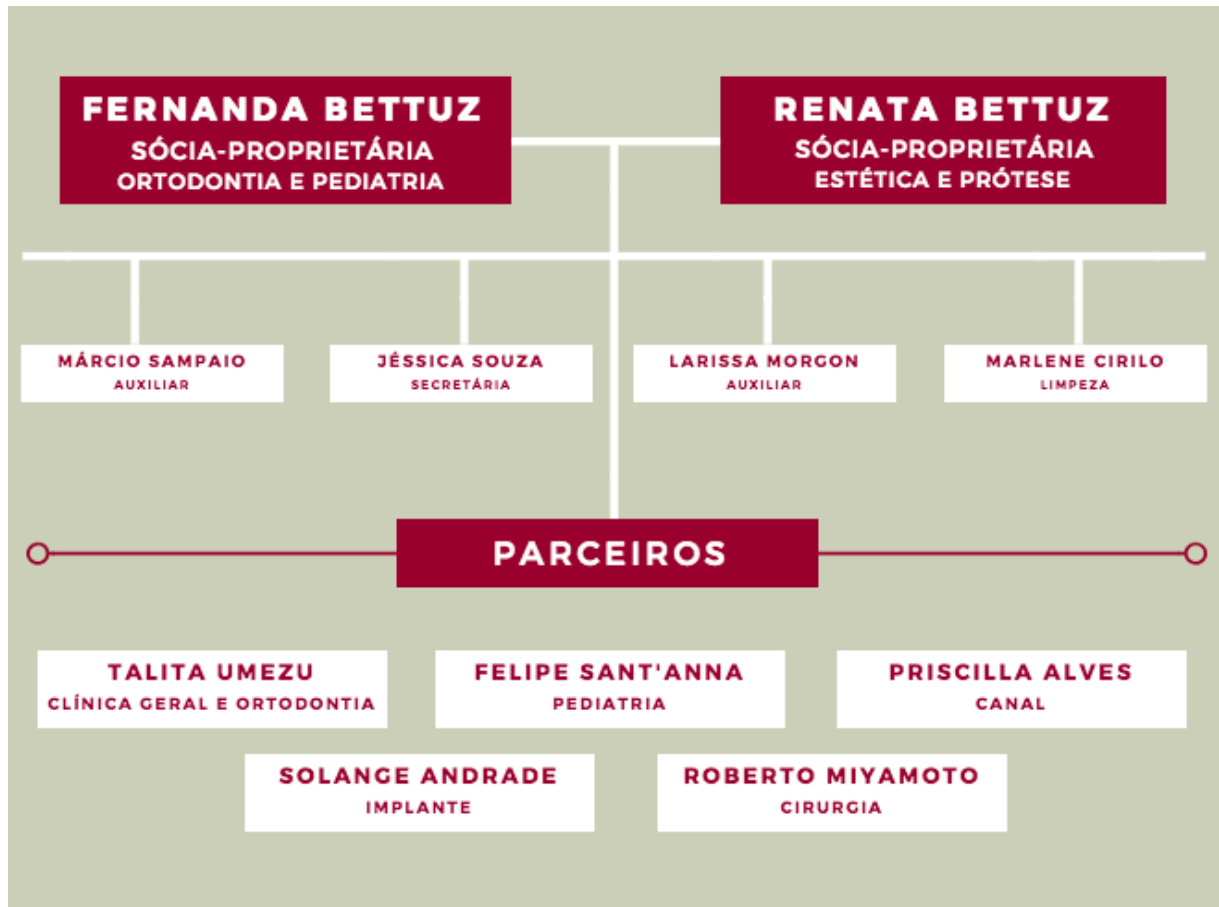 FERNANDA BETTUZ
SÓCIA-PROPRIETÁRIA
ORTODONTIA E PEDIATRIA
RENATA BETTUZ
SÓCIA-PROPRIETÁRIA
ESTÉTICA E PRÓTESE
MÁRCIO SAMPAIO
AUXILIAR
JÉSSICA SOUZA
SECRETÁRIA
LARISSA MORGON
AUXILIAR
MARLENE CIRILO
LIMPEZA
PARCEIROS
TALITA UMEZU
CLÍNICA GERAL E ORTODONTIA
FELIPE SANT'ANNA
PEDIATRIA
PRISCILLA ALVES
CANAL
SOLANGE ANDRADE
IMPLANTE
ROBERTO MIYAMOTO
CIRURGIA